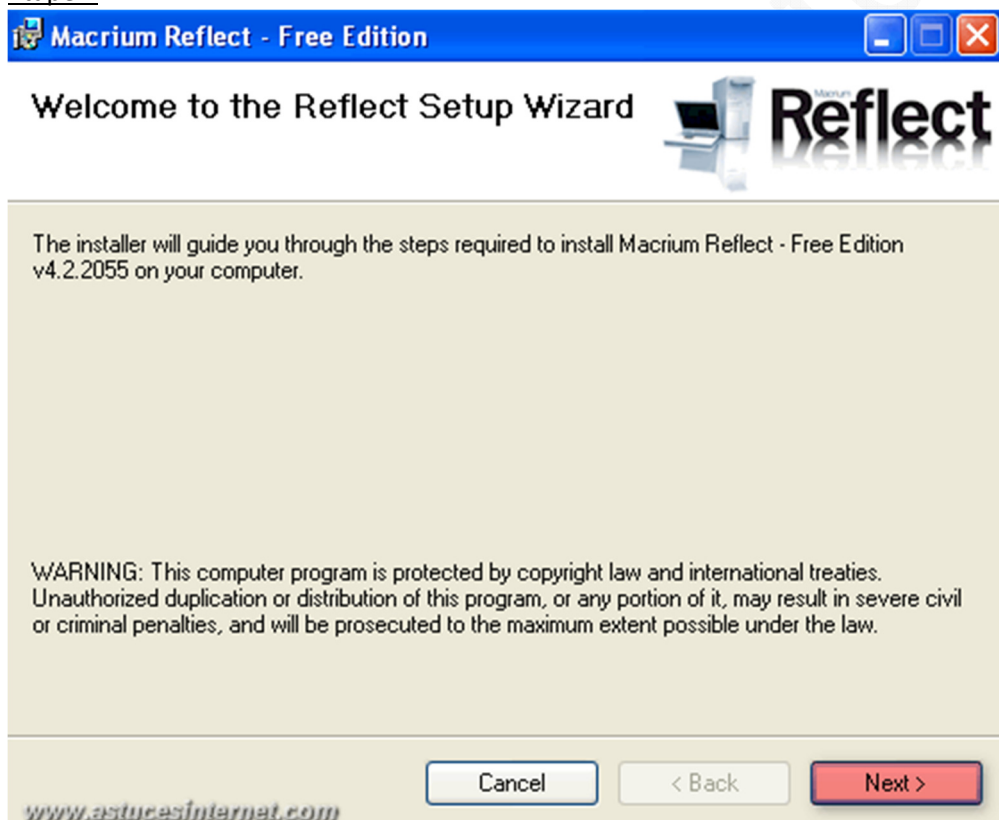 Macrium Reflect - Free Edition
Welcome to the Reflect Setup Wizard
Macrium
Reflect
The installer will guide you through the steps required to install Macrium Reflect - Free Edition
v4.2.2055 on your computer.
WARNING: This computer program is protected by copyright law and international treaties.
Unauthorized duplication or distribution of this program, or any portion of it, may result in severe civil
or criminal penalties, and will be prosecuted to the maximum extent possible under the law.
Cancel
< Back
Next >
www.astucesinternet.com